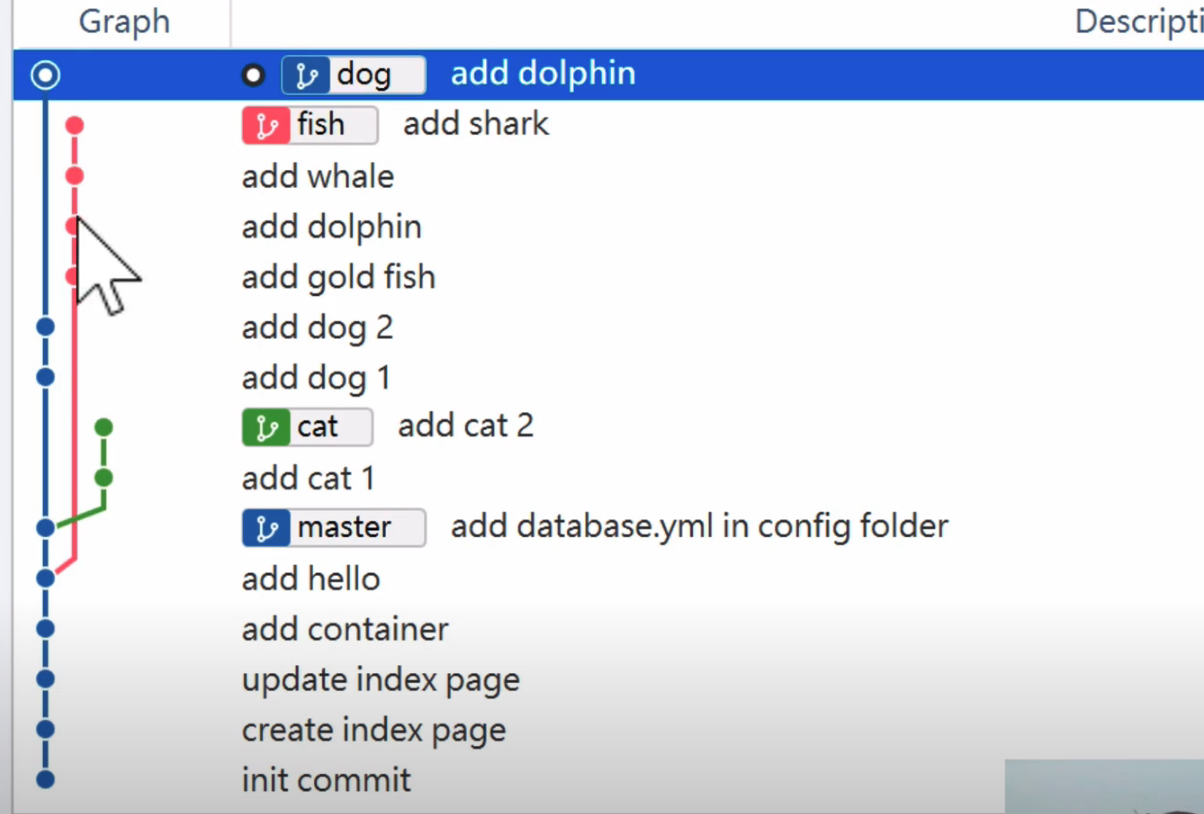 Graph Descripti
dog add dolphin
fish add shark
add whale
add dolphin
add gold fish
add dog 2
add dog 1
cat add cat 2
add cat 1
master add database.yml in config folder
add hello
add container
update index page
create index page
init commit